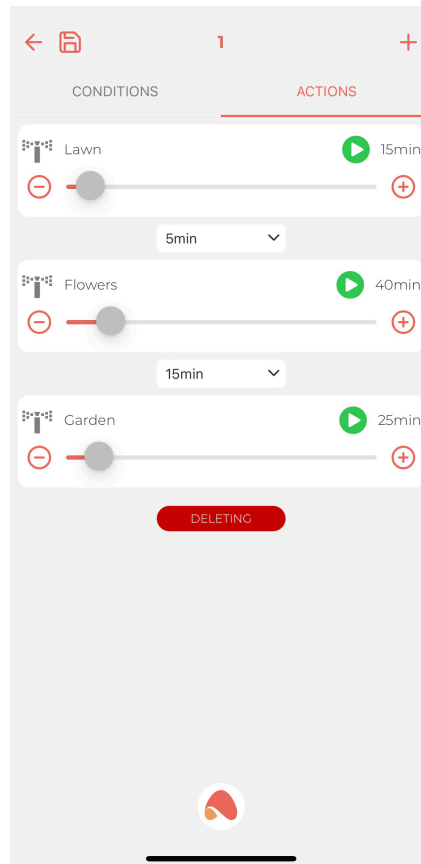 1
CONDITIONS ACTIONS
Lawn 15min
5min
Flowers 40min
15min
Garden 25min
DELETING